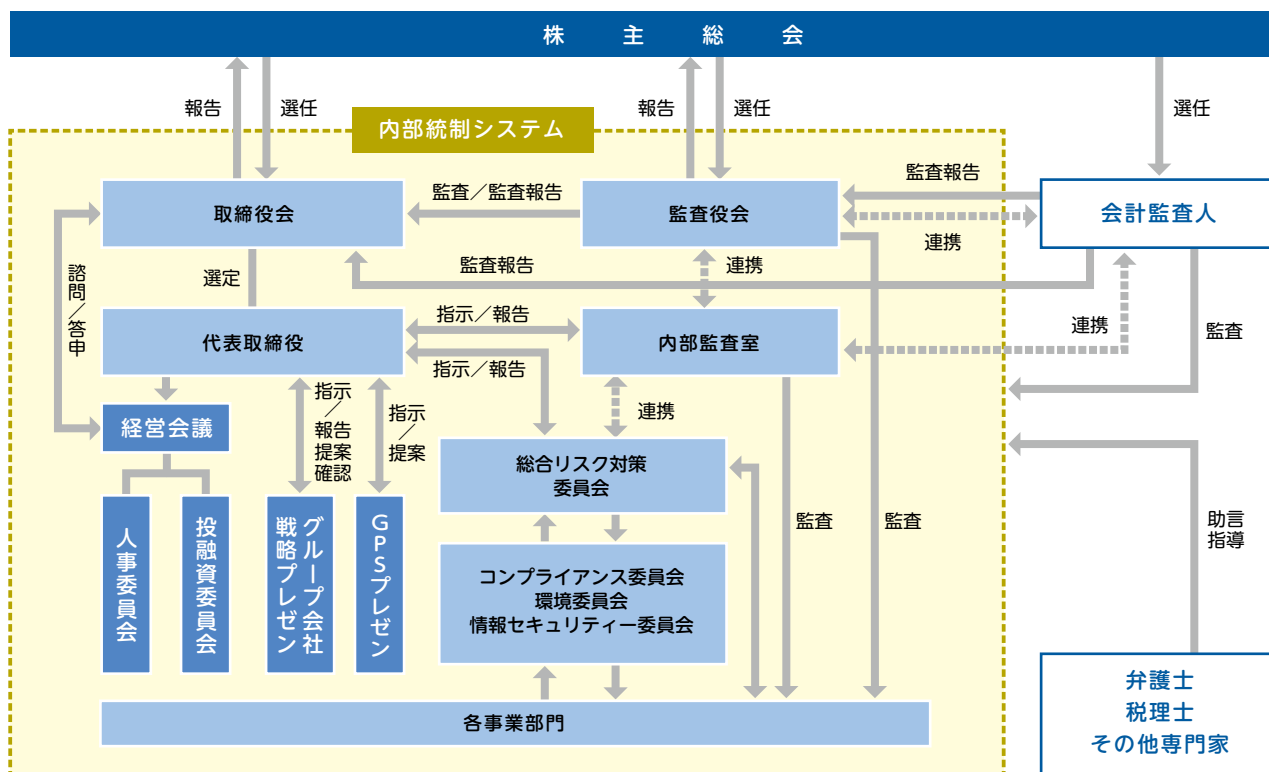 株主総会
報告
選任
報告
選任
選任
内部統制システム
取締役会
監査／監査報告
監査役会
監査報告
会計監査人
連携
諮問／答申
選定
監査報告
連携
連携
監査
代表取締役
指示／報告
内部監査室
指示／報告
経営会議
指示
／
報告
提案
確認
指示
／
提案
連携
総合リスク対策
委員会
人事委員会
投融資委員会
グループ会社
戦略プレゼン
GPSプレゼン
監査
監査
助言
指導
コンプライアンス委員会
環境委員会
情報セキュリティー委員会
各事業部門
弁護士
税理士
その他専門家